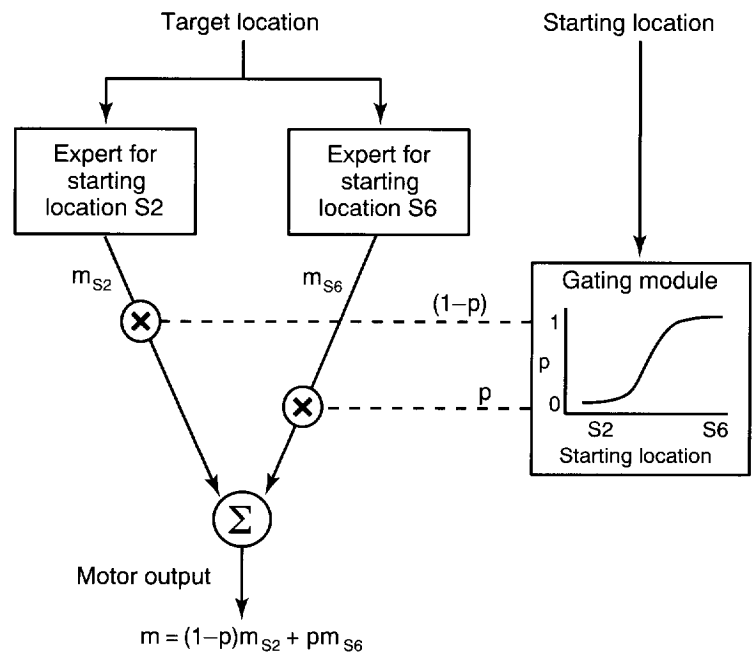 Target location
Starting location
Expert for
starting
location S2
Expert for
starting
location S6
m_S2
m_S6
(1–p)
p
Gating module
1
p
0
S2 S6
Starting location
Σ
Motor output
m = (1–p)m_S2 + pm_S6